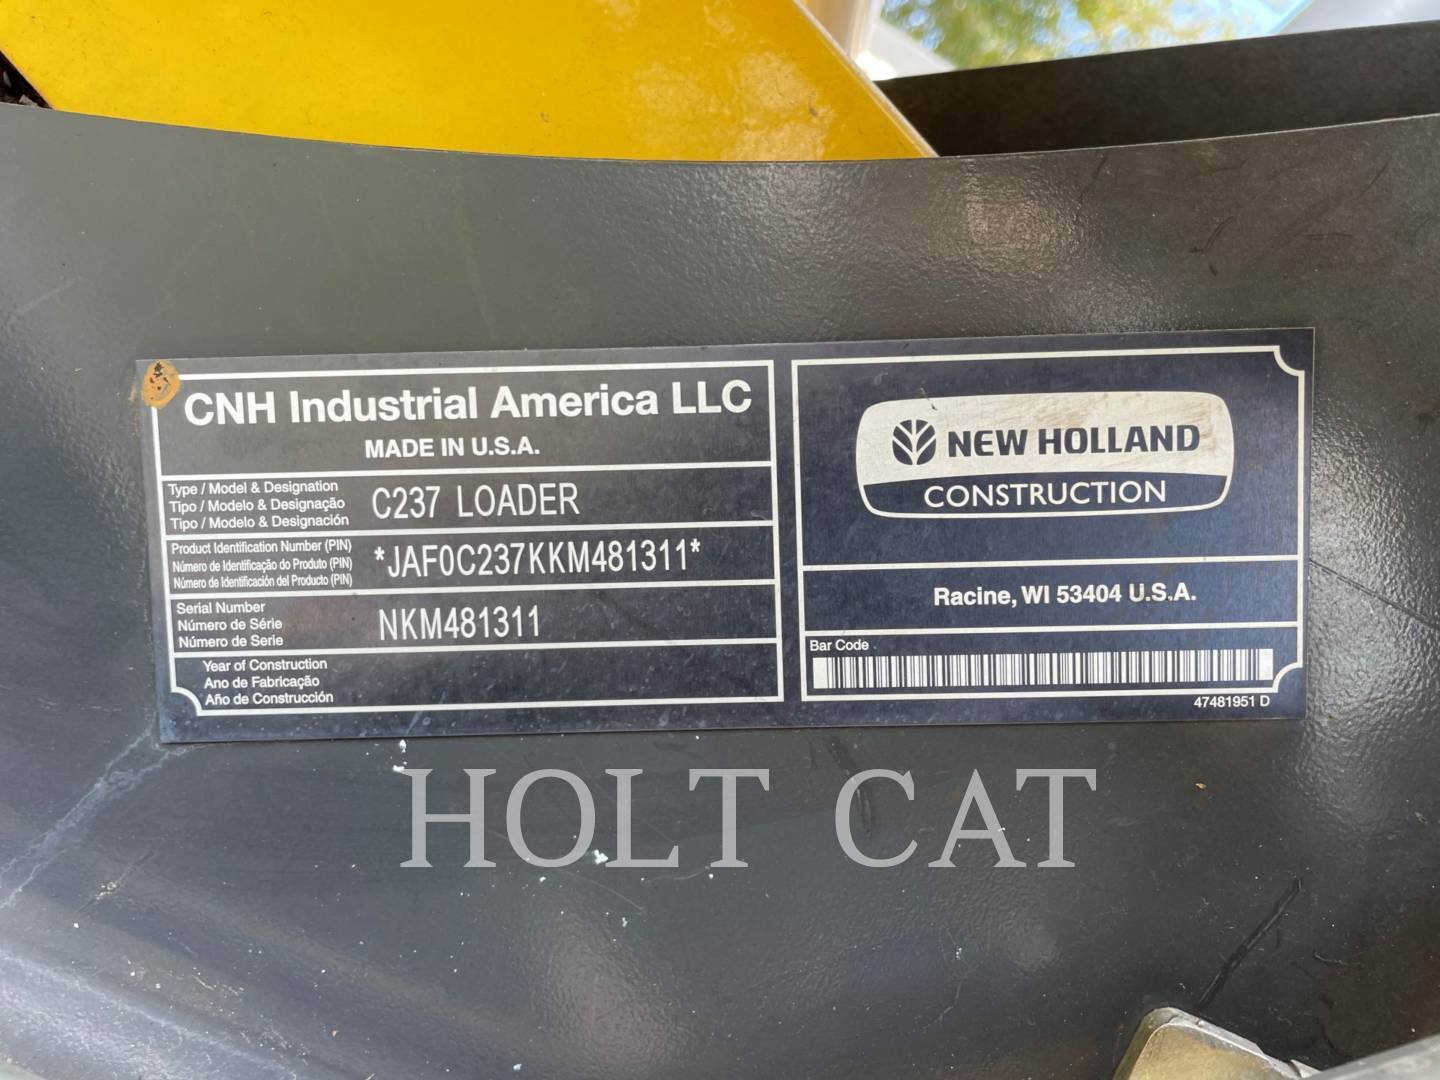 CNH Industrial America LLC
MADE IN U.S.A.
Type / Model & Designation
Tipo / Modelo & Designação
Tipo / Modelo & Designación
C237 LOADER
Product Identification Number (PIN)
Número de Identificação do Produto (PIN)
Número de Identificación del Producto (PIN)
*JAF0C237KKM481311*
Serial Number
Número de Série
Número de Serie
NKM481311
Year of Construction
Ano de Fabricação
Año de Construcción
NEW HOLLAND
CONSTRUCTION
Racine, WI 53404 U.S.A.
Bar Code
47481951 D
HOLT CAT